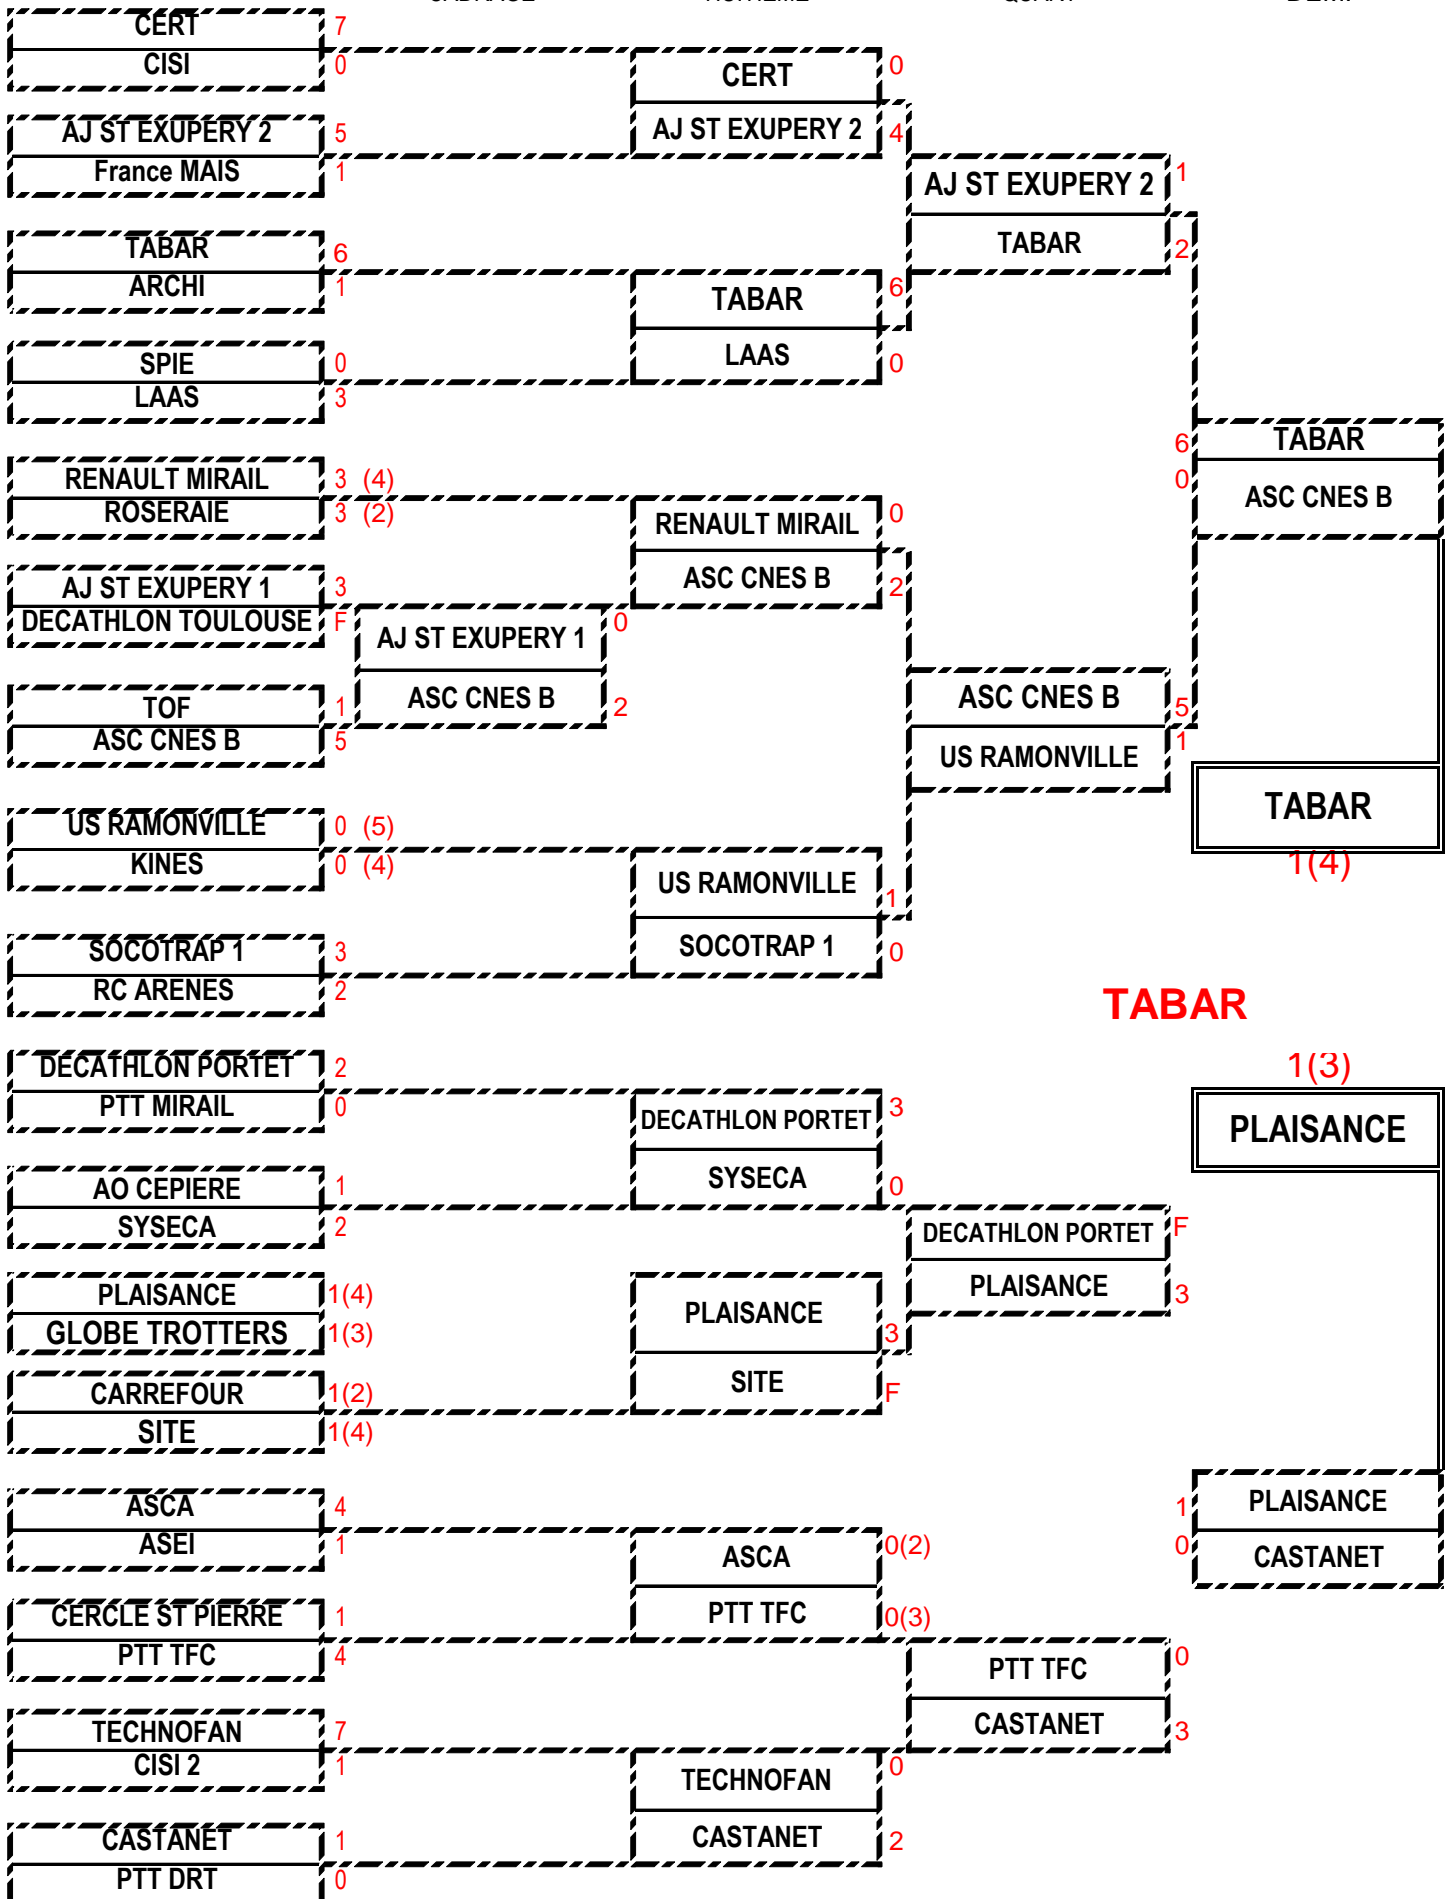 CERT 7
CISI 0
AJ ST EXUPERY 2 5
France MAIS 1
TABAR 6
ARCHI 1
SPIE 0
LAAS 3
RENAULT MIRAIL 3 (4)
ROSERAIE 3 (2)
AJ ST EXUPERY 1 3
DECATHLON TOULOUSE F
TOF 1
ASC CNES B 5
US RAMONVILLE 0 (5)
KINES 0 (4)
SOCOTRAP 1 3
RC ARENES 2
DECATHLON PORTET 2
PTT MIRAIL 0
AO CEPIERE 1
SYSECA 2
PLAISANCE 1(4)
GLOBE TROTTERS 1(3)
CARREFOUR 1(2)
SITE 1(4)
ASCA 4
ASEI 1
CERCLE ST PIERRE 1
PTT TFC 4
TECHNOFAN 7
CISI 2 1
CASTANET 1
PTT DRT 0
AJ ST EXUPERY 1 0
ASC CNES B 2
CERT 0
AJ ST EXUPERY 2 4
TABAR 6
LAAS 0
RENAULT MIRAIL 0
ASC CNES B 2
US RAMONVILLE 1
SOCOTRAP 1 0
DECATHLON PORTET 3
SYSECA 0
PLAISANCE 3
SITE F
ASCA 0(2)
PTT TFC 0(3)
TECHNOFAN 0
CASTANET 2
AJ ST EXUPERY 2 1
TABAR 2
ASC CNES B 5
US RAMONVILLE 1
DECATHLON PORTET F
PLAISANCE 3
PTT TFC 0
CASTANET 3
6 TABAR
0 ASC CNES B
TABAR
1(4)
TABAR
1(3)
PLAISANCE
1 PLAISANCE
0 CASTANET